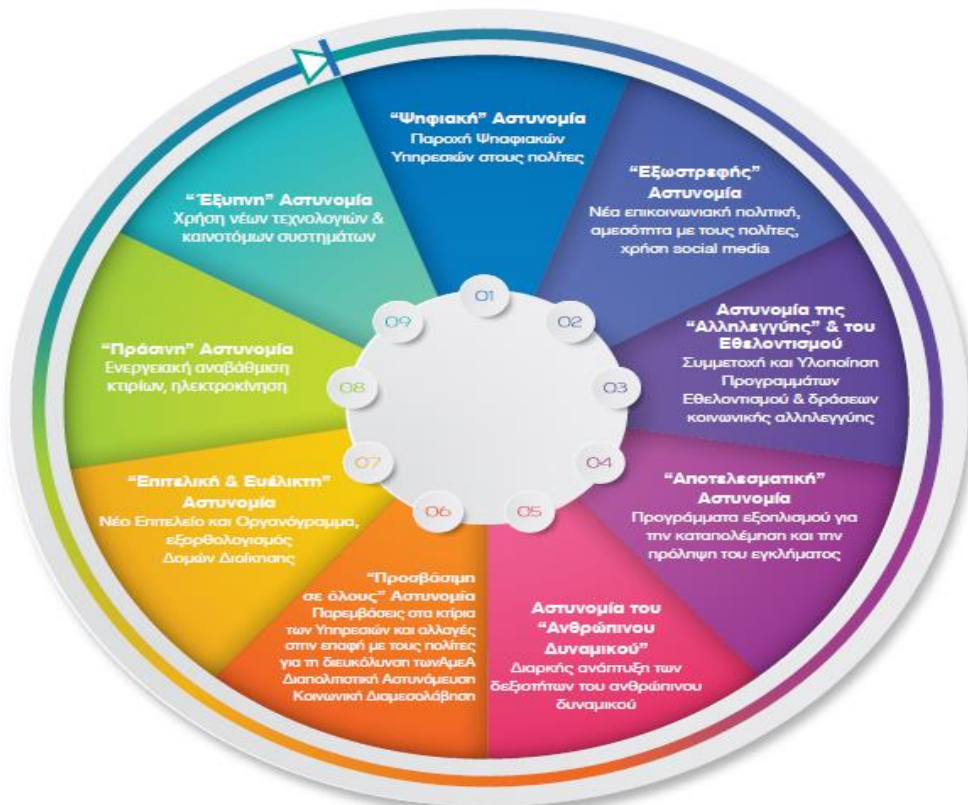 01
"Ψηφιακή" Αστυνομία
Παροχή Ψηαφιακών
Υπηρεσιών στους πολίτες
02
"Εξωστρεφής"
Αστυνομία
Νέα επικοινωνιακή πολιτική,
αμεσότητα με τους πολίτες,
χρήση social media
03
Αστυνομία της
"Αλληλεγγύης" & του
Εθελοντισμού
Συμμετοχή και Υλοποίηση
Προγραμμάτων
Εθελοντισμού & δράσεων
κοινωνικής αλληλεγγύης
04
"Αποτελεσματική"
Αστυνομία
Προγράμματα εξοπλισμού για
την καταπολέμηση και την
πρόληψη του εγκλήματος
05
Αστυνομία του
"Ανθρώπινου
Δυναμικού"
Διαρκής ανάπτυξη των
δεξιοτήτων του ανθρώπινου
δυναμικού
06
"Προσβάσιμη
σε όλους" Αστυνομία
Παρεμβάσεις στα κτίρια
των Υπηρεσιών και αλλαγές
στην επαφή με τους πολίτες
για τη διευκόλυνση τωνΑμεΑ
Διαπολιτιστική Αστυνόμευση
Κοινωνική Διαμεσολάβηση
07
"Επιτελική & Ευέλικτη"
Αστυνομία
Νέο Επιτελείο και Οργανόγραμμα,
εξορθολογισμός
Δομών Διοίκησης
08
"Πράσινη" Αστυνομία
Ενεργειακή αναβάθμιση
κτιρίων, ηλεκτροκίνηση
09
"Έξυπνη" Αστυνομία
Χρήση νέων τεχνολογιών &
καινοτόμων συστημάτων